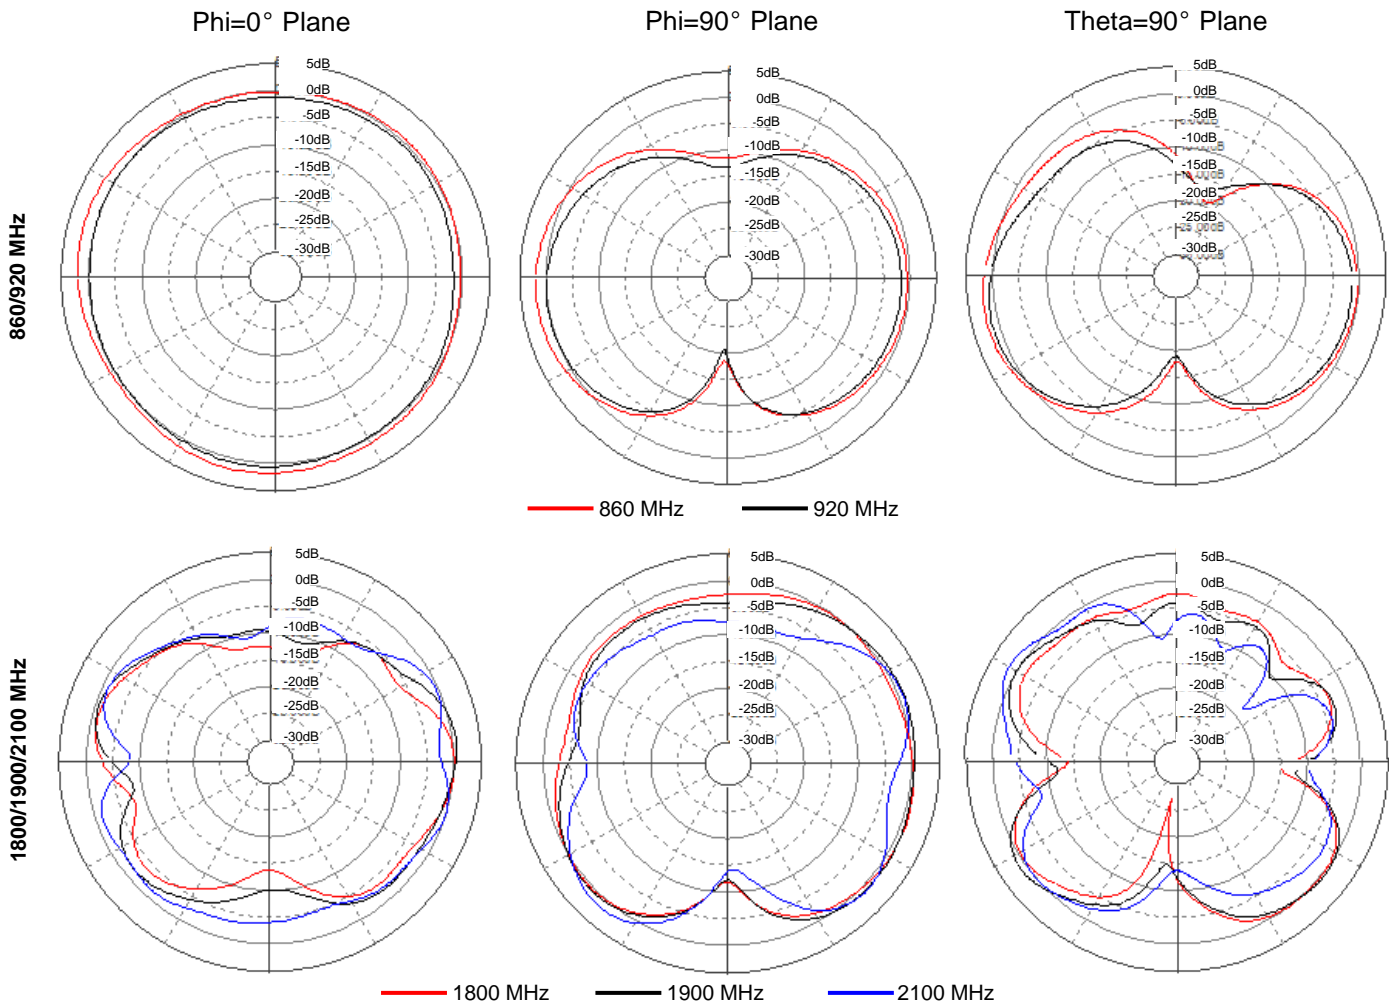 Phi=0° Plane
Phi=90° Plane
Theta=90° Plane
860/920 MHz
5dB
0dB
-5dB
-10dB
-15dB
-20dB
-25dB
-30dB
5dB
0dB
-5dB
-10dB
-15dB
-20dB
-25dB
-30dB
5dB
0dB
-5dB
-10dB
-15dB
-20dB
-25dB
-30dB
860 MHz
920 MHz
1800/1900/2100 MHz
5dB
0dB
-5dB
-10dB
-15dB
-20dB
-25dB
-30dB
5dB
0dB
-5dB
-10dB
-15dB
-20dB
-25dB
-30dB
5dB
0dB
-5dB
-10dB
-15dB
-20dB
-25dB
-30dB
1800 MHz
1900 MHz
2100 MHz